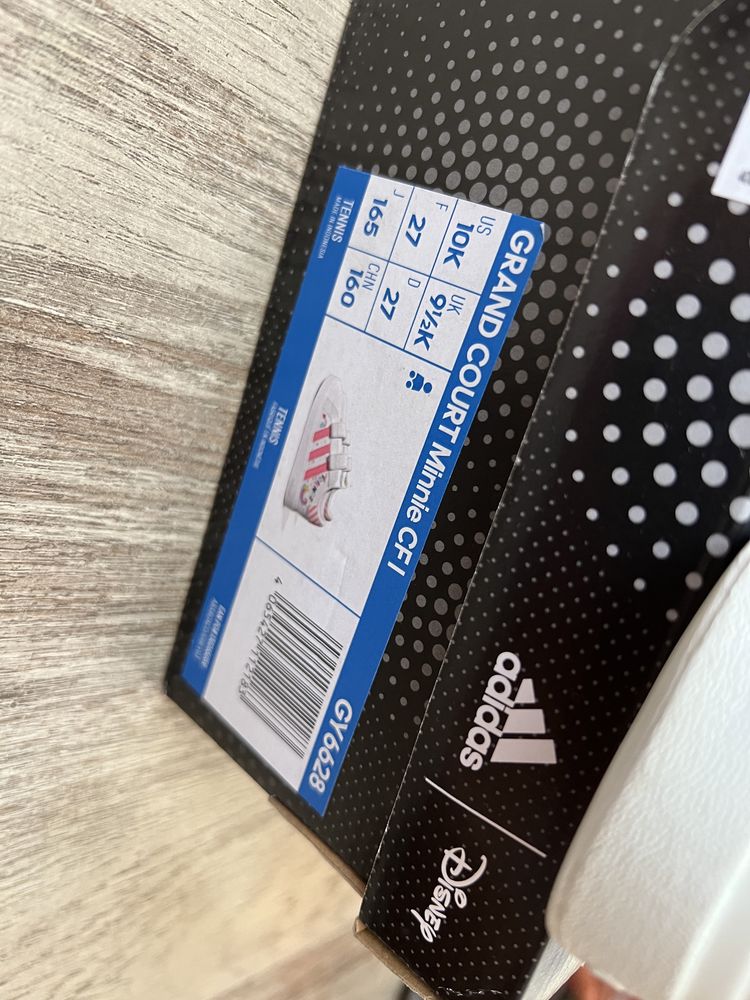 GRAND COURT Minnie CF I
US
10K
UK
9½K
F
27
D
27
J
165
CHN
160
TENNIS
MADE IN INDONESIA
TENNIS
GY6628
adidas
Disney